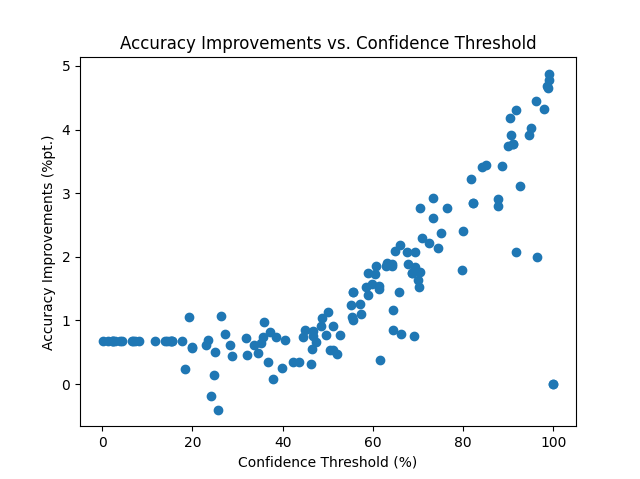 Accuracy Improvements vs. Confidence Threshold
5
4
3
2
1
0
Accuracy Improvements (%pt.)
0 20 40 60 80 100
Confidence Threshold (%)